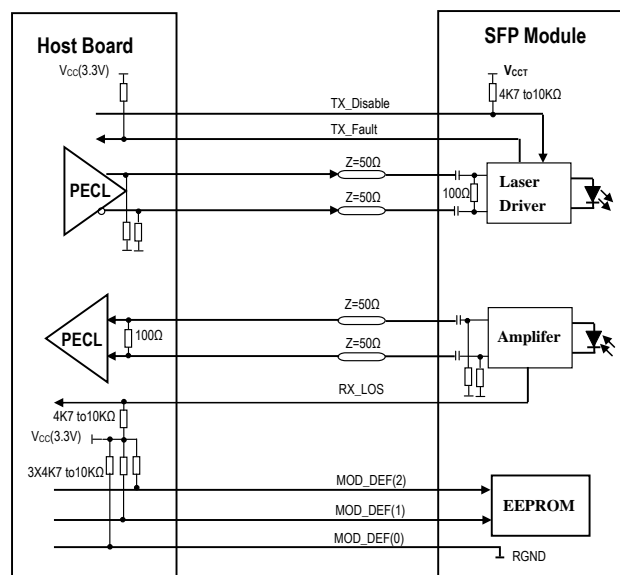 Host Board
SFP Module
VCC(3.3V)
VCCT
4K7 to10KΩ
TX_Disable
TX_Fault
PECL
Z=50Ω
Z=50Ω
100Ω
Laser
Driver
PECL
100Ω
Z=50Ω
Z=50Ω
Amplifer
RX_LOS
4K7 to10KΩ
VCC(3.3V)
3X4K7 to10KΩ
MOD_DEF(2)
MOD_DEF(1)
MOD_DEF(0)
EEPROM
RGND